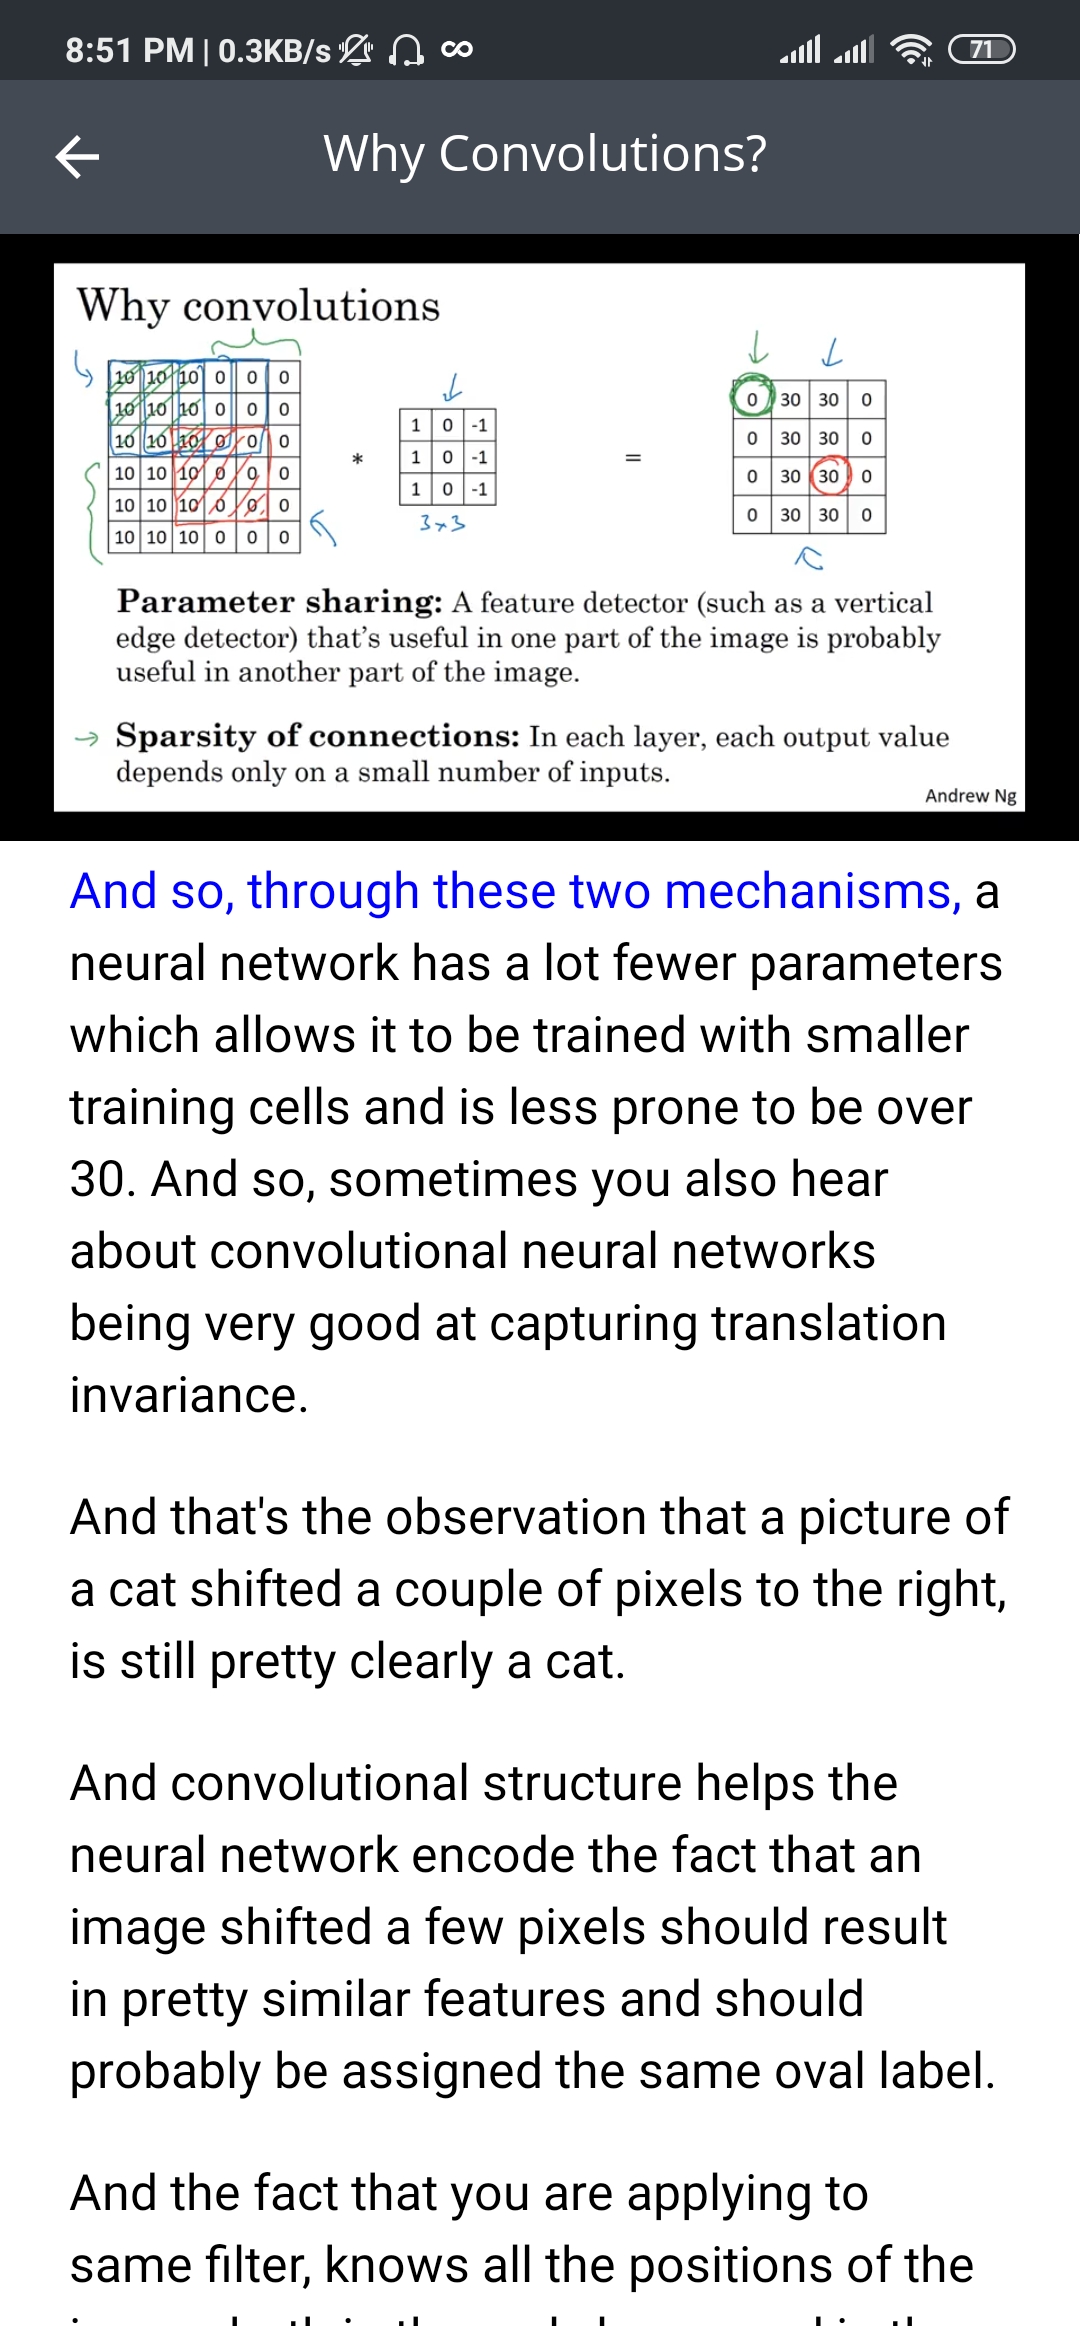 8:51 PM | 0.3KB/s
71
Why Convolutions?
Why convolutions
10 10 10 0 0 0
10 10 10 0 0 0
10 10 10 0 0 0
10 10 10 0 0 0
10 10 10 0 0 0
10 10 10 0 0 0
*
1 0 -1
1 0 -1
1 0 -1
3x3
=
0 30 30 0
0 30 30 0
0 30 30 0
0 30 30 0
Parameter sharing: A feature detector (such as a vertical
edge detector) that's useful in one part of the image is probably
useful in another part of the image.
→ Sparsity of connections: In each layer, each output value
depends only on a small number of inputs.
Andrew Ng
And so, through these two mechanisms, a
neural network has a lot fewer parameters
which allows it to be trained with smaller
training cells and is less prone to be over
30. And so, sometimes you also hear
about convolutional neural networks
being very good at capturing translation
invariance.
And that's the observation that a picture of
a cat shifted a couple of pixels to the right,
is still pretty clearly a cat.
And convolutional structure helps the
neural network encode the fact that an
image shifted a few pixels should result
in pretty similar features and should
probably be assigned the same oval label.
And the fact that you are applying to
same filter, knows all the positions of the